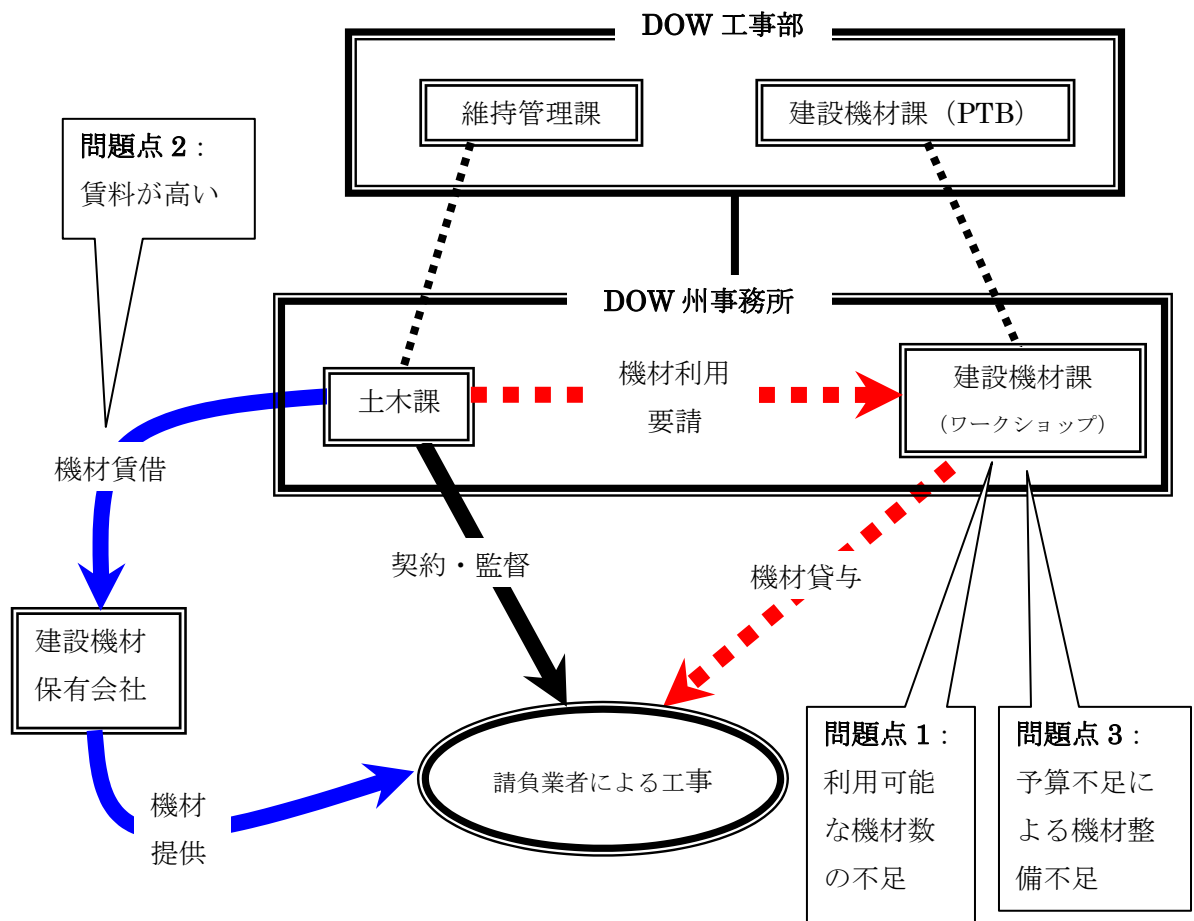 DOW 工事部
維持管理課
建設機材課（PTB）
問題点 2：
賃料が高い
DOW 州事務所
機材利用
要請
土木課
建設機材課
（ワークショップ）
機材賃借
契約・監督
機材貸与
建設機材
保有会社
請負業者による工事
機材
提供
問題点 1：
利用可能
な機材数
の不足
問題点 3：
予算不足に
よる機材整
備不足